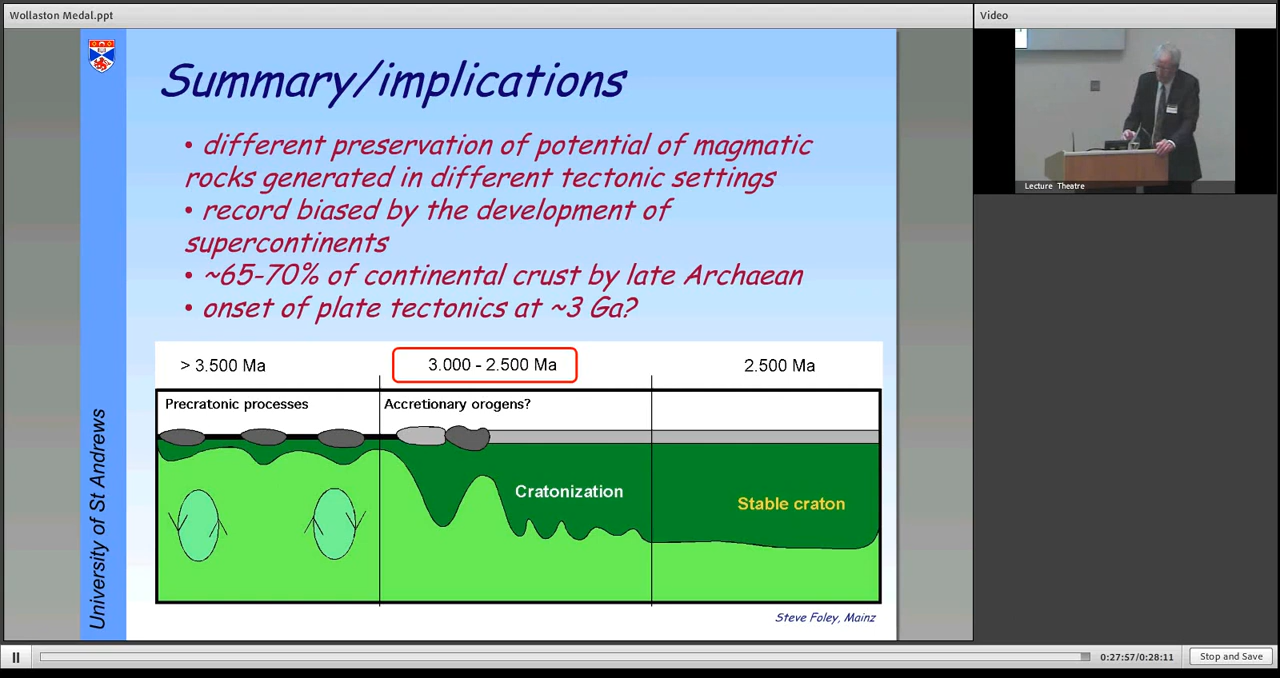 Wollaston Medal.ppt
Video
Summary/implications
• different preservation of potential of magmatic
rocks generated in different tectonic settings
• record biased by the development of
supercontinents
• ~65-70% of continental crust by late Archaean
• onset of plate tectonics at ~3 Ga?
> 3.500 Ma
3.000 - 2.500 Ma
2.500 Ma
Precratonic processes
Accretionary orogens?
Cratonization
Stable craton
Steve Foley, Mainz
University of St Andrews
Lecture Theatre
0:27:57/0:28:11
Stop and Save